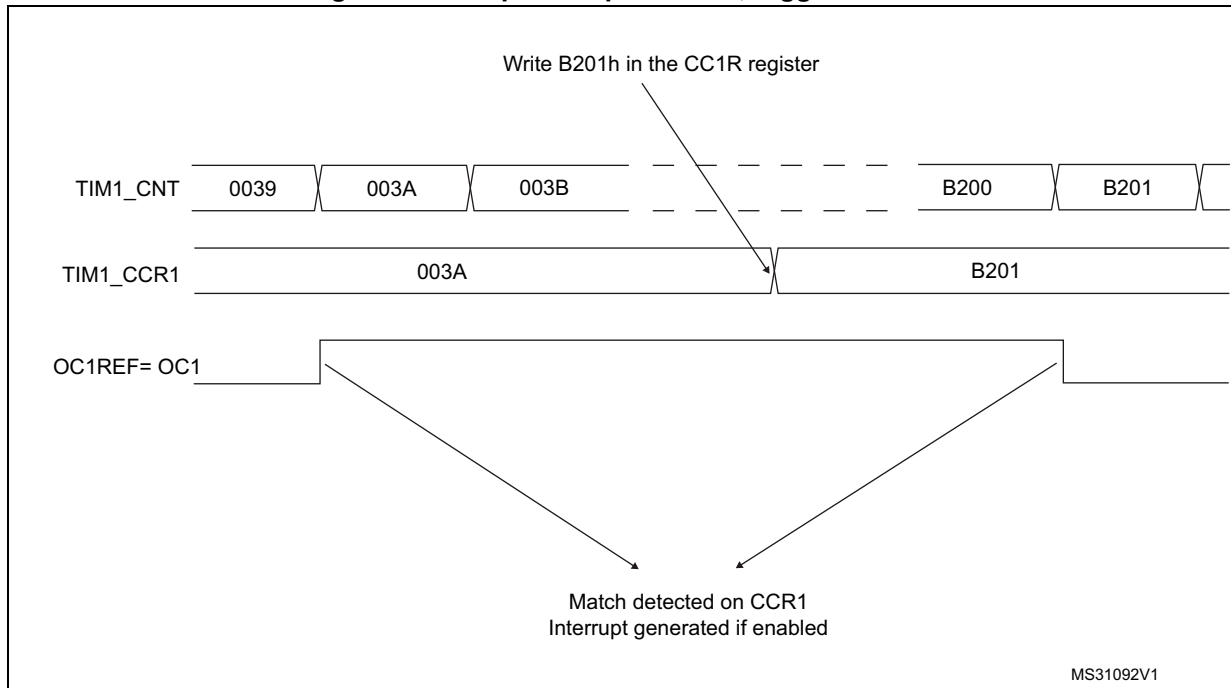 Write B201h in the CC1R register
TIM1_CNT 0039 003A 003B B200 B201
TIM1_CCR1 003A B201
OC1REF= OC1
Match detected on CCR1
Interrupt generated if enabled
MS31092V1